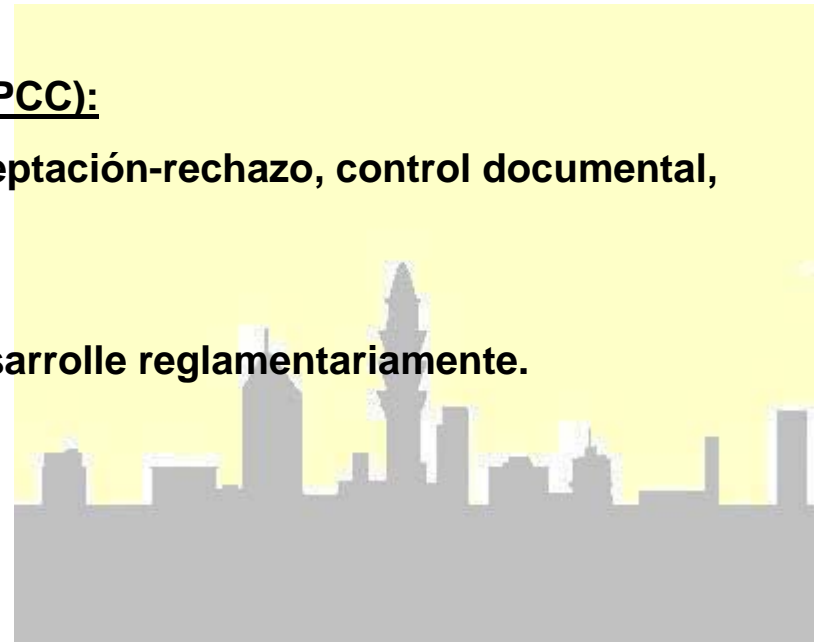 PCC):
eptación-rechazo, control documental,
sarrolle reglamentariamente.